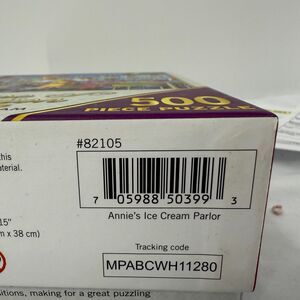 500
PIECE PUZZLE
#82105
this
aterial.
7 05988 50399 3
Annie's Ice Cream Parlor
15"
m x 38 cm)
Tracking code
MPABCWH11280
sitions, making for a great puzzling